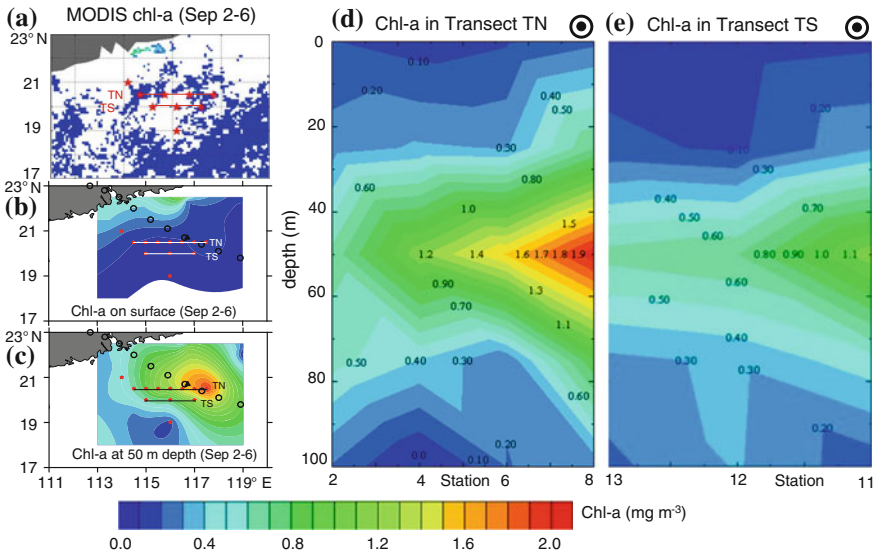 (a) MODIS chl-a (Sep 2-6)
23° N
21
19
17
TN
TS
(b)
23° N
21
19
17
TN
TS
Chl-a on surface (Sep 2-6)
(c)
23 N
21
19
17
TN
TS
Chl-a at 50 m depth (Sep 2-6)
111 113 115 117 119° E
(d) Chl-a in Transect TN
0
20
40
60
80
100
depth (m)
0.10
0.20
0.40
0.50
0.30
0.60
0.80
1.0
1.5
1.2 1.4 1.6 1.7 1.8 1.9
0.90
1.3
0.70
1.1
0.50
0.40
0.30
0.60
0.20
0.0
0.10
2 4 Station 6 8
(e) Chl-a in Transect TS
0.20
0.10
0.30
0.40
0.50
0.70
0.60
0.80 0.90 1.0 1.1
0.60
0.50
0.40
0.30
0.30
0.20
13 12 Station 11
Chl-a (mg m-3)
0.0 0.4 0.8 1.2 1.6 2.0